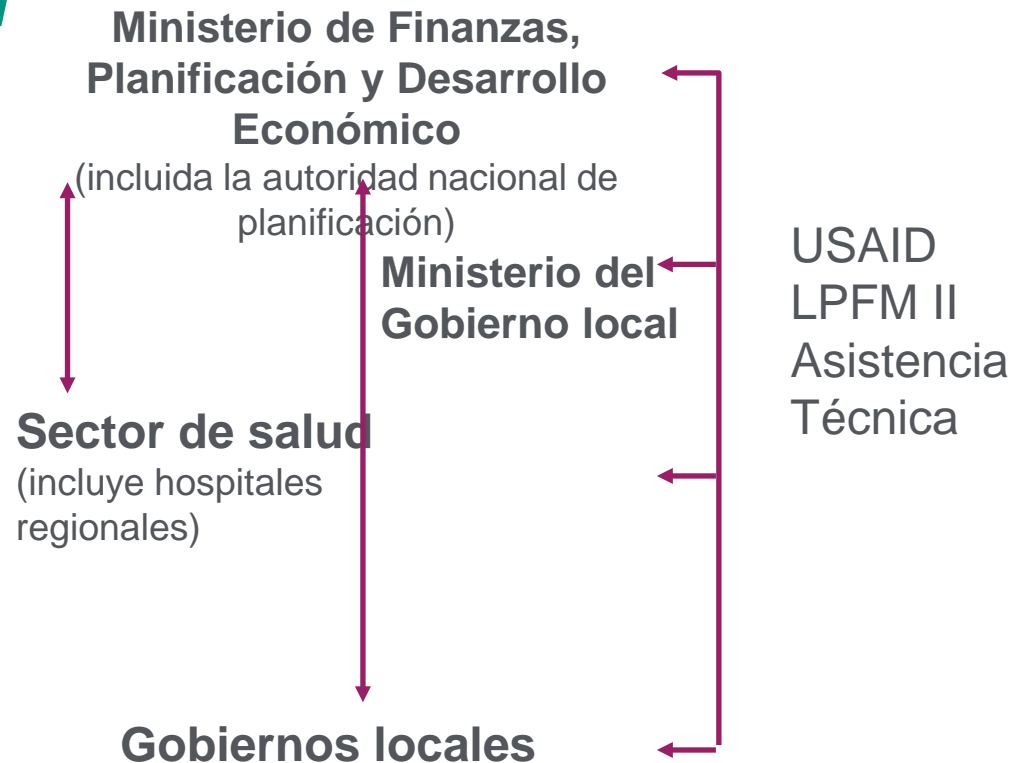 Ministerio de Finanzas,
Planificación y Desarrollo
Económico
(incluida la autoridad nacional de
planificación)
Ministerio del
Gobierno local
USAID
LPFM II
Asistencia
Técnica
Sector de salud
(incluye hospitales
regionales)
Gobiernos locales